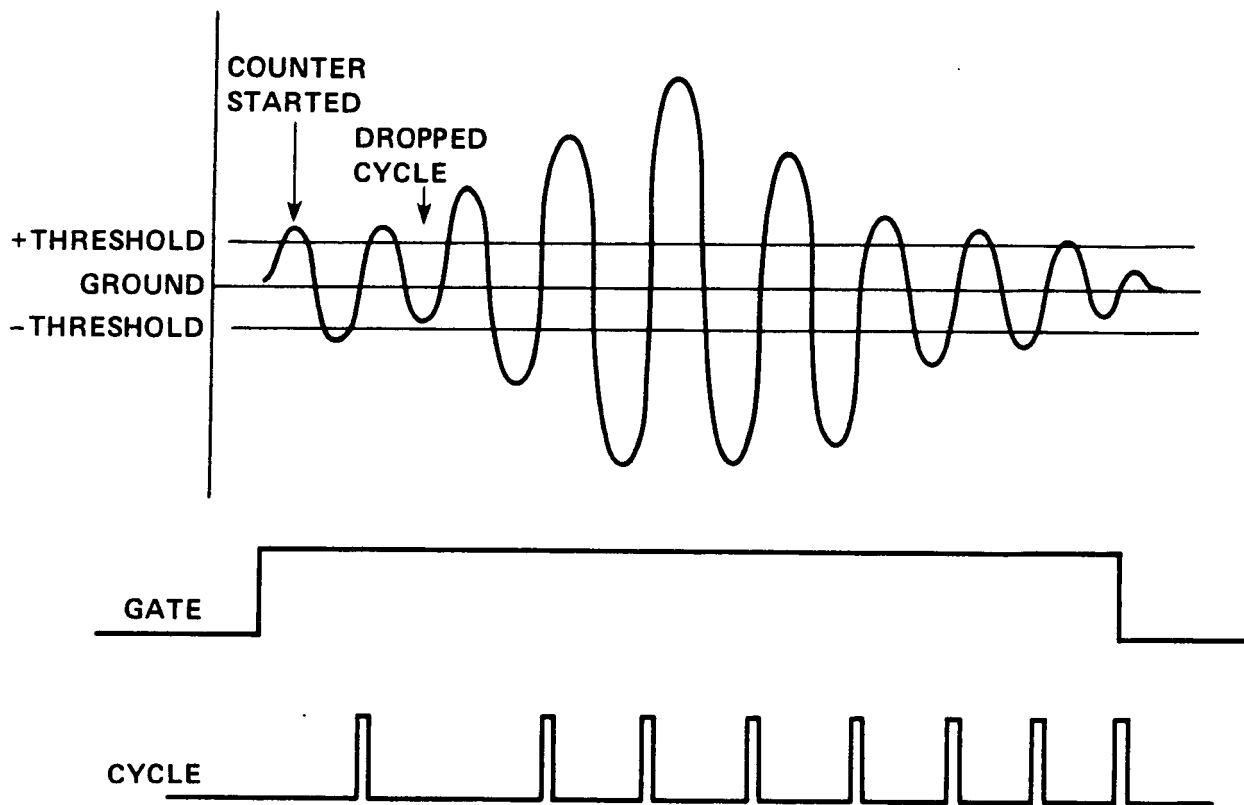 COUNTER
STARTED
DROPPED
CYCLE
+THRESHOLD
GROUND
−THRESHOLD
GATE
CYCLE